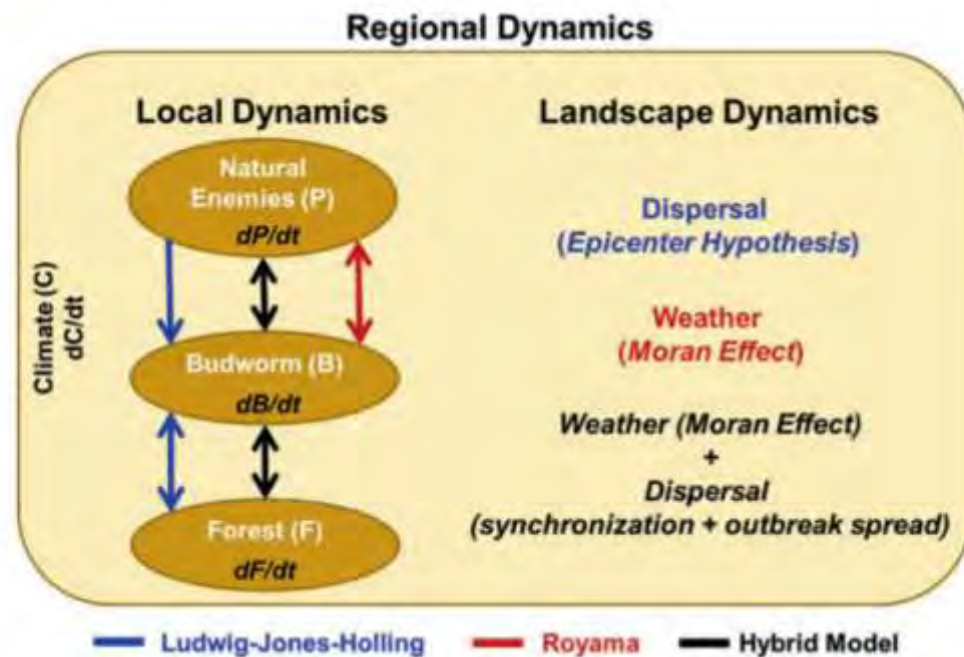 Regional Dynamics
Local Dynamics
Natural
Enemies (P)
dP/dt
Budworm (B)
dB/dt
Forest (F)
dF/dt
Climate (C)
dC/dt
Landscape Dynamics
Dispersal
(Epicenter Hypothesis)
Weather
(Moran Effect)
Weather (Moran Effect)
+
Dispersal
(synchronization + outbreak spread)
Ludwig-Jones-Holling
Royama
Hybrid Model